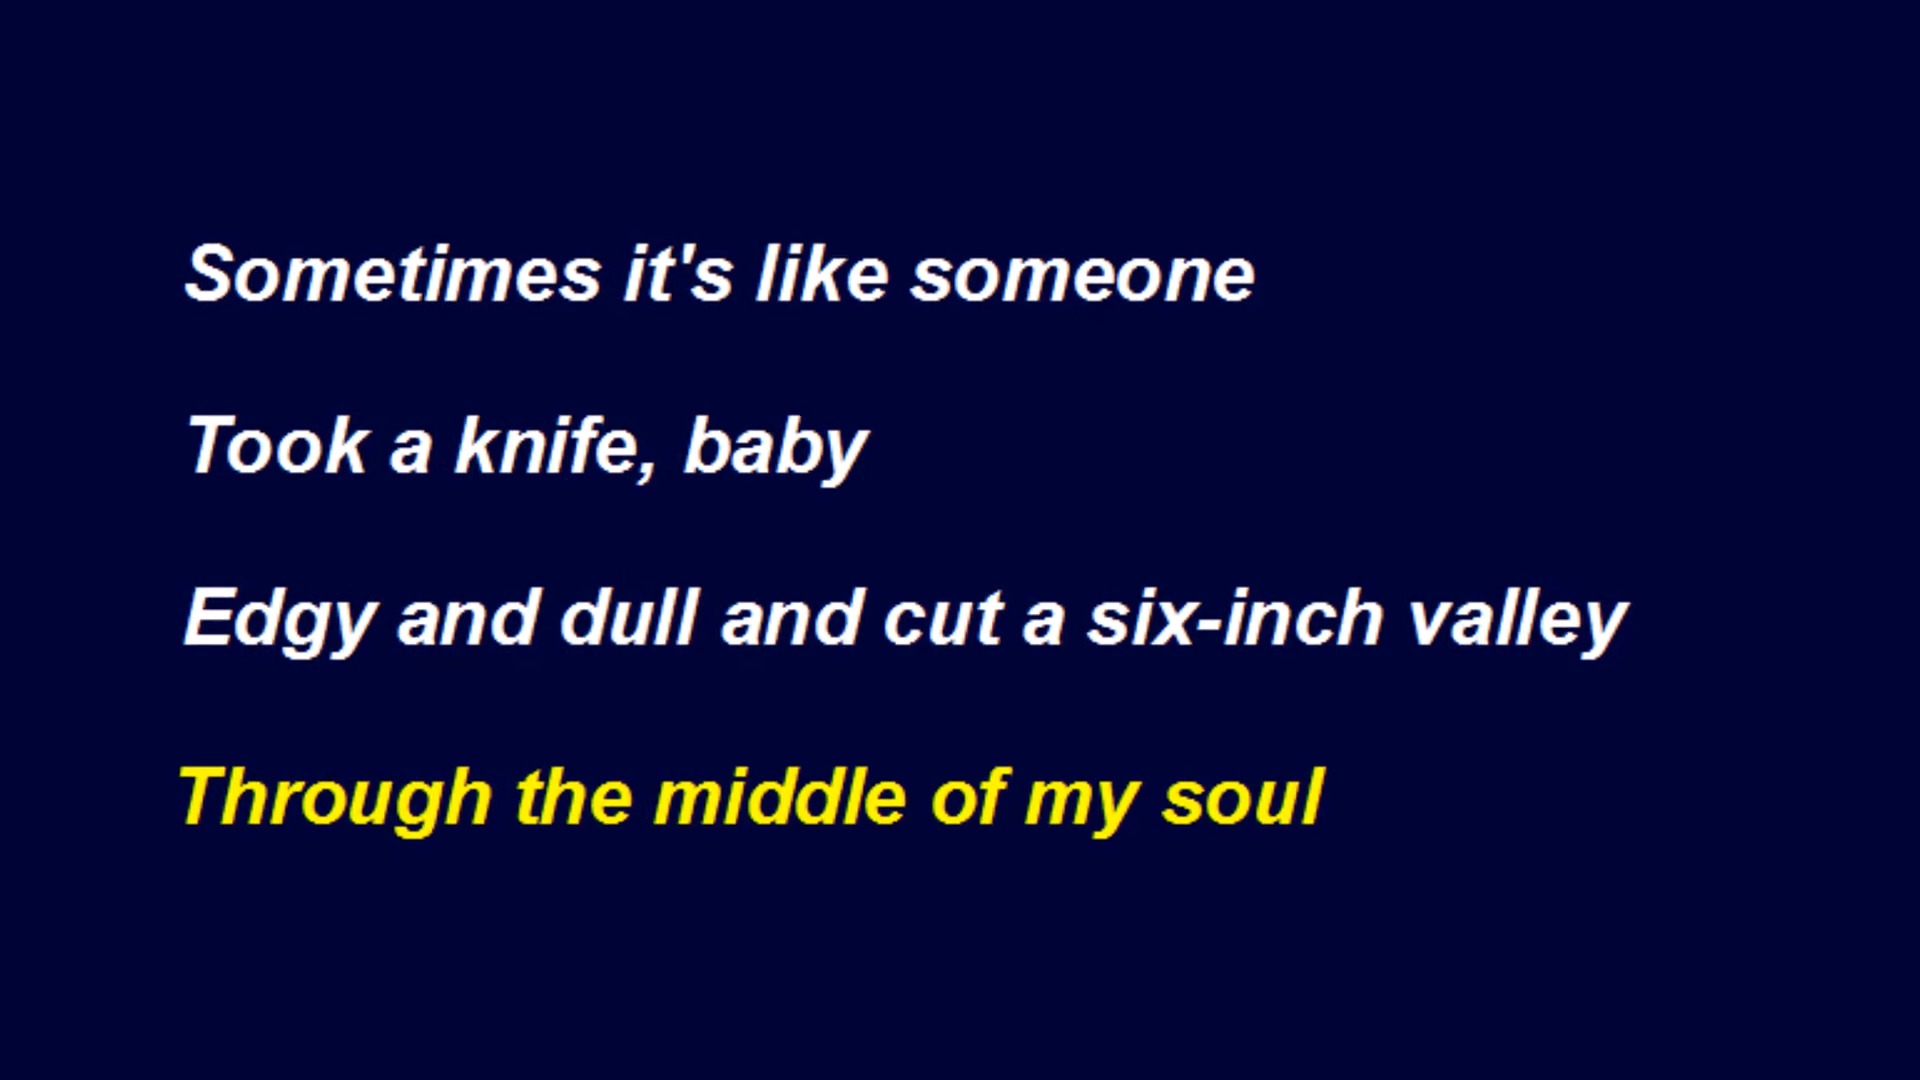 Sometimes it's like someone
Took a knife, baby
Edgy and dull and cut a six-inch valley
Through the middle of my soul